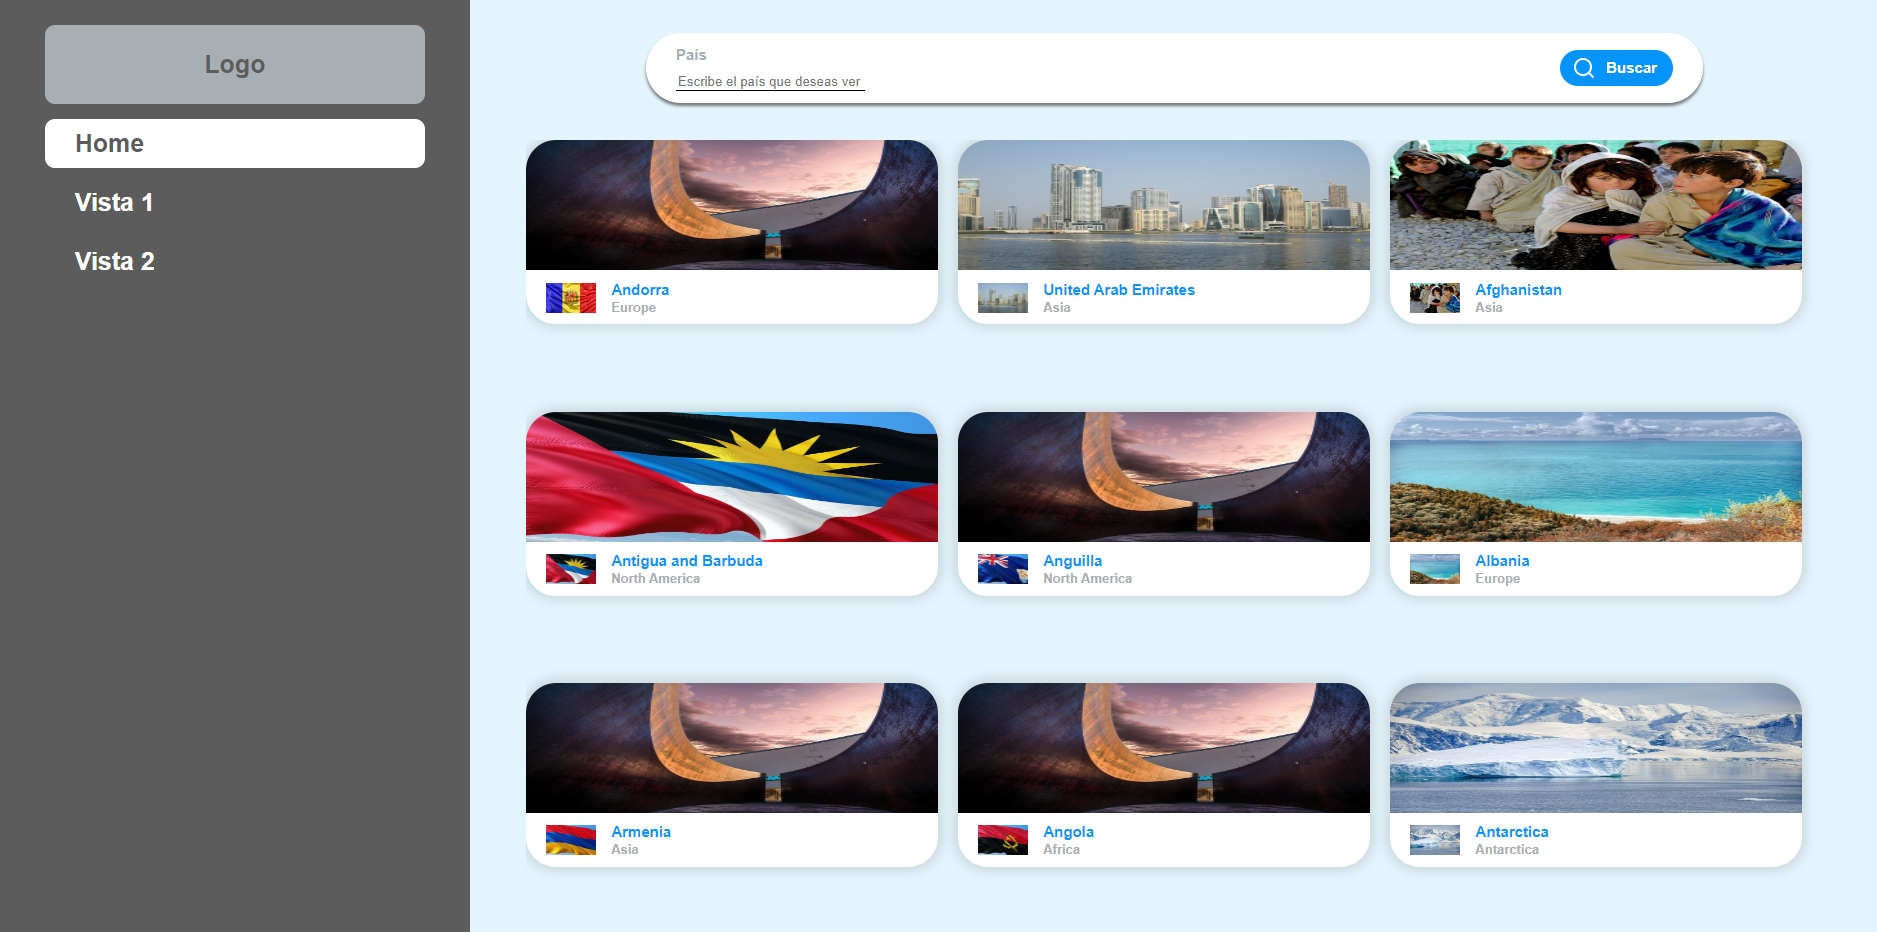 Logo
Home
Vista 1
Vista 2
País
Escribe el país que deseas ver
Buscar
Andorra
Europe
United Arab Emirates
Asia
Afghanistan
Asia
Antigua and Barbuda
North America
Anguilla
North America
Albania
Europe
Armenia
Asia
Angola
Africa
Antarctica
Antarctica